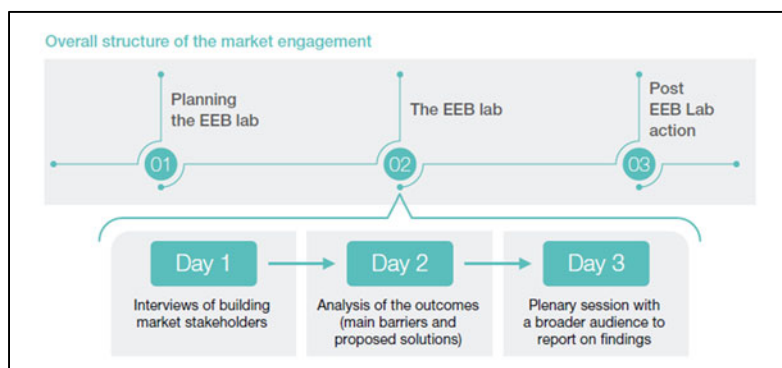 Overall structure of the market engagement
Planning
the EEB lab
The EEB lab
Post
EEB Lab
action
01
02
03
Day 1
Day 2
Day 3
Interviews of building
market stakeholders
Analysis of the outcomes
(main barriers and
proposed solutions)
Plenary session with
a broader audience to
report on findings